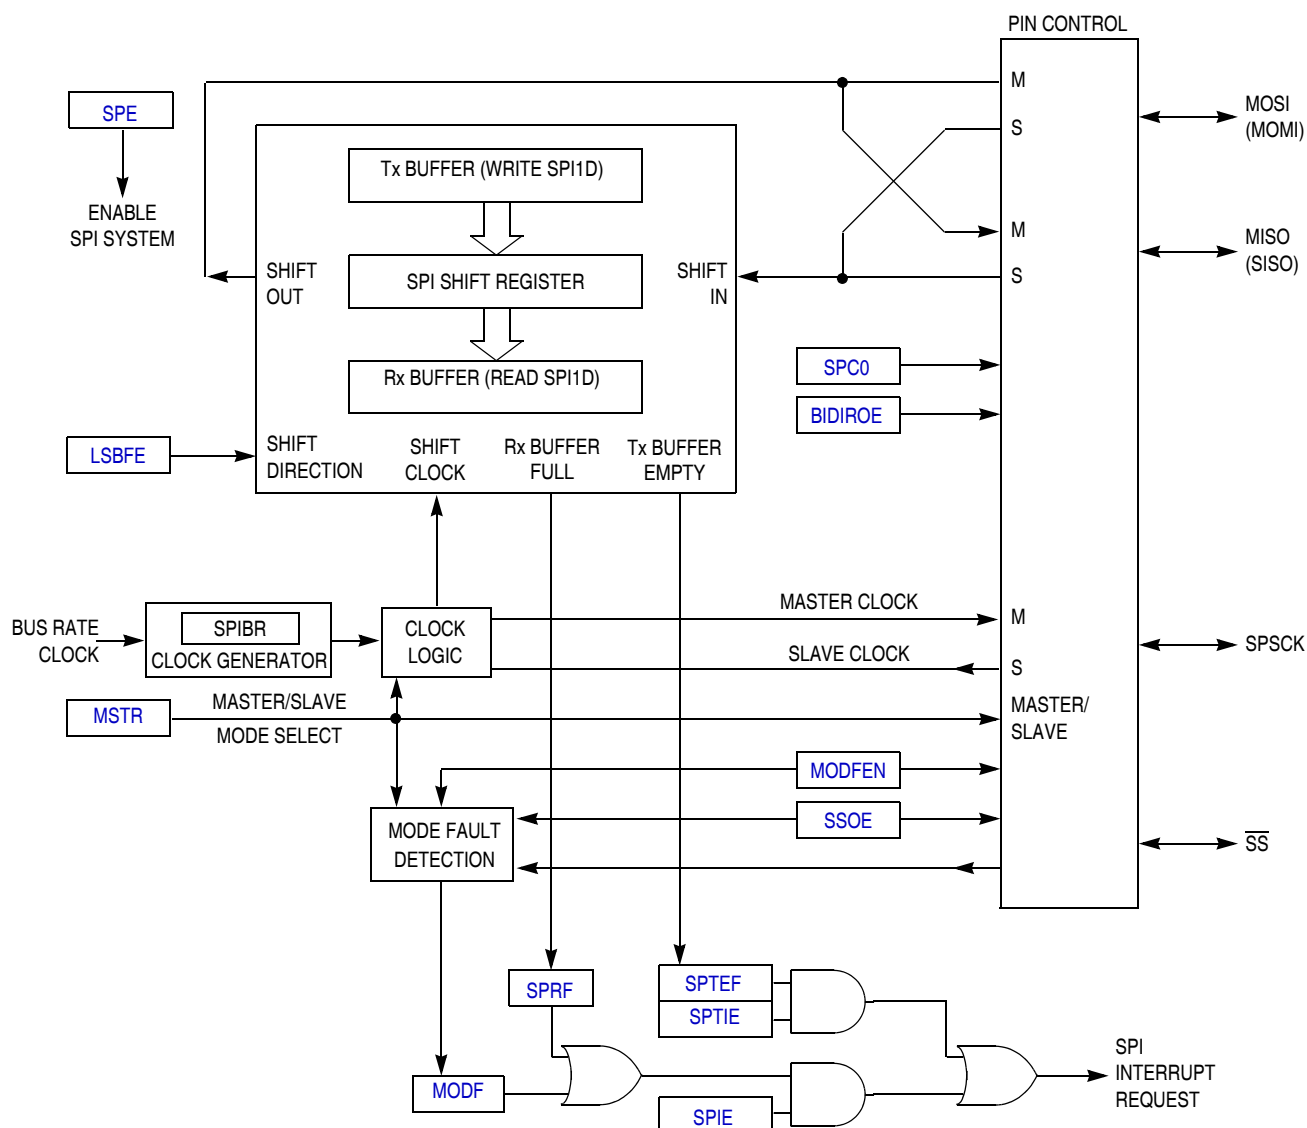 PIN CONTROL
M
MOSI
(MOMI)
SPE
S
Tx BUFFER (WRITE SPI1D)
ENABLE
SPI SYSTEM
M
MISO
(SISO)
SHIFT
OUT
SPI SHIFT REGISTER
SHIFT
IN
S
SPC0
Rx BUFFER (READ SPI1D)
BIDIROE
LSBFE
SHIFT
DIRECTION
SHIFT
CLOCK
Rx BUFFER
FULL
Tx BUFFER
EMPTY
MASTER CLOCK
M
BUS RATE
CLOCK
SPIBR
CLOCK GENERATOR
CLOCK
LOGIC
SPSCK
SLAVE CLOCK
S
MSTR
MASTER/SLAVE
MODE SELECT
MASTER/
SLAVE
MODFEN
SSOE
MODE FAULT
DETECTION
SS
SPRF
SPTEF
SPTIE
SPI
INTERRUPT
REQUEST
MODF
SPIE